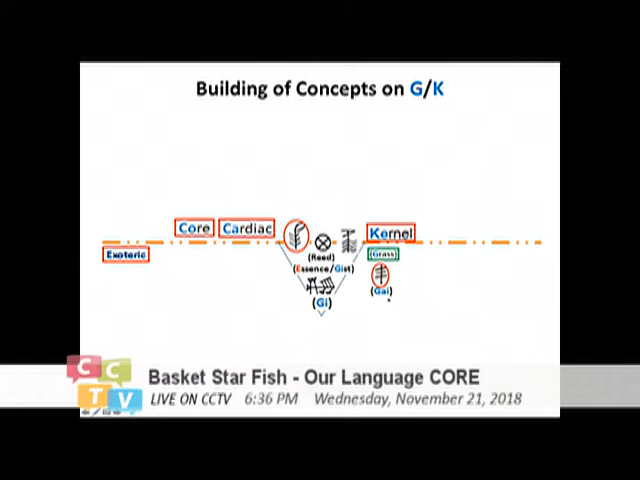 Building of Concepts on G/K
Core Cardiac Kernel
Exoteric
(Reed)
(Grass)
(Essence/Gist)
(Gi)
(Gai)
CCTV
Basket Star Fish - Our Language CORE
LIVE ON CCTV 6:36 PM Wednesday, November 21, 2018